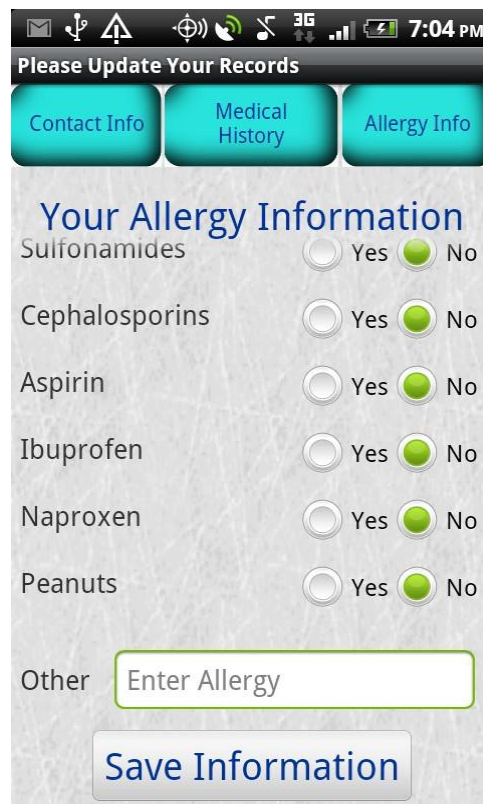 3G 7:04 PM
Please Update Your Records
Contact Info
Medical
History
Allergy Info
Your Allergy Information
Sulfonamides Yes No
Cephalosporins Yes No
Aspirin Yes No
Ibuprofen Yes No
Naproxen Yes No
Peanuts Yes No
Other Enter Allergy
Save Information